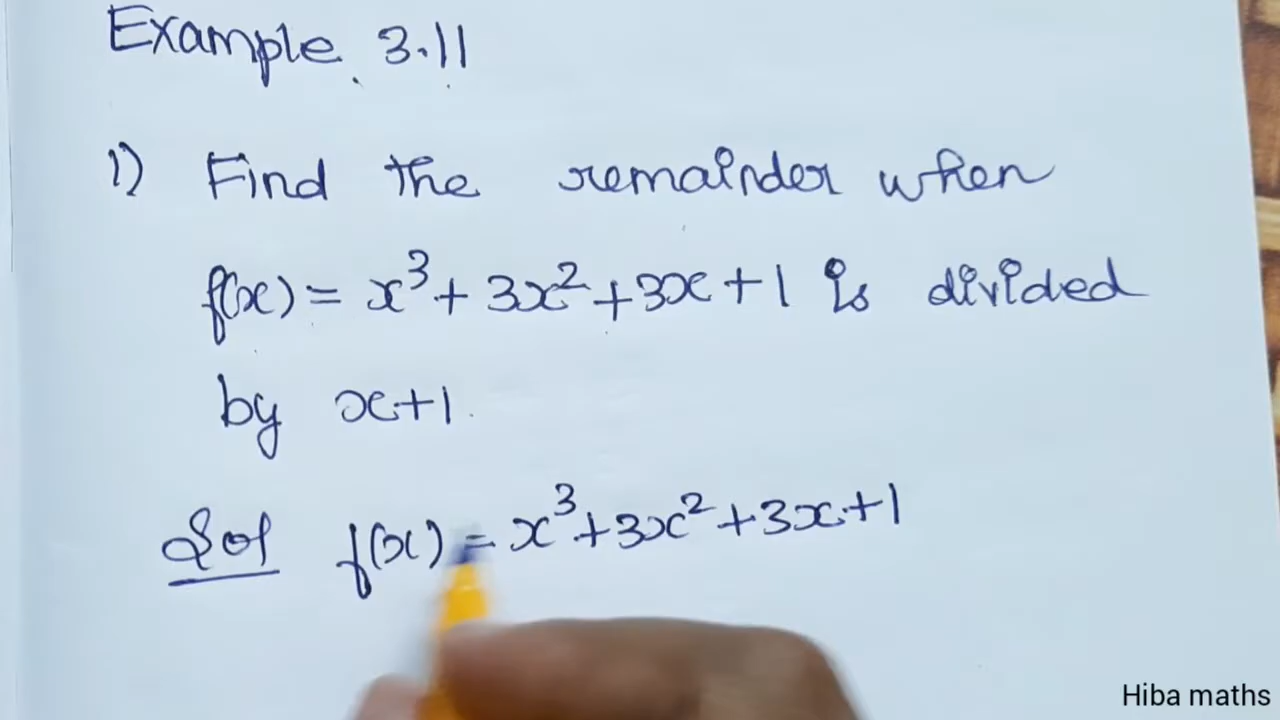 Example 3.11
1) Find the remainder when
f(x) = x³ + 3x² + 3x + 1 is divided
by x+1.
Sol f(x) = x³ + 3x² + 3x + 1
Hiba maths